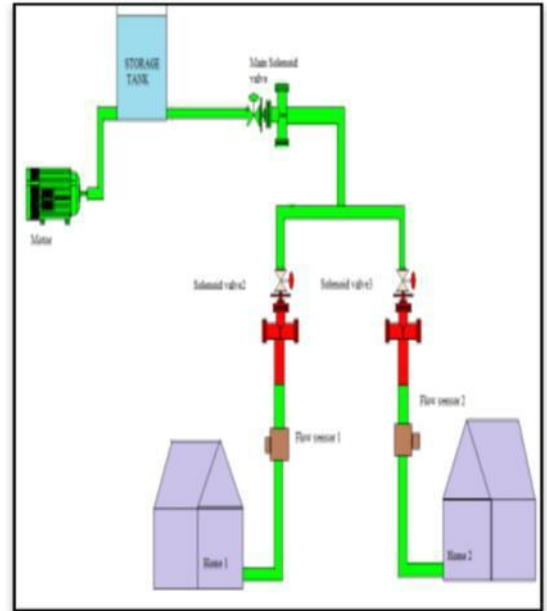 STORAGE
TANK
Main Solenoid
valve
Motor
Solenoid valve2
Solenoid valve3
Flow sensor 2
Flow sensor 1
Home 1
Home 2